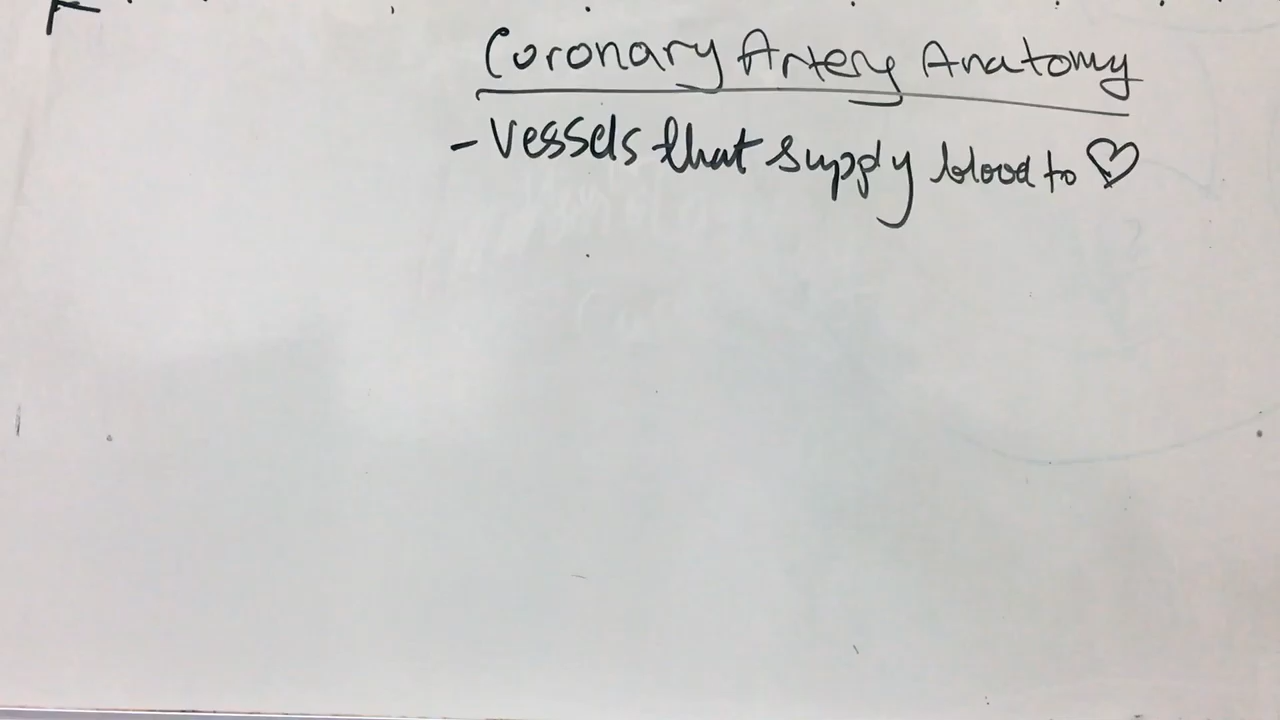 Coronary Artery Anatomy
- Vessels that supply blood to ♡